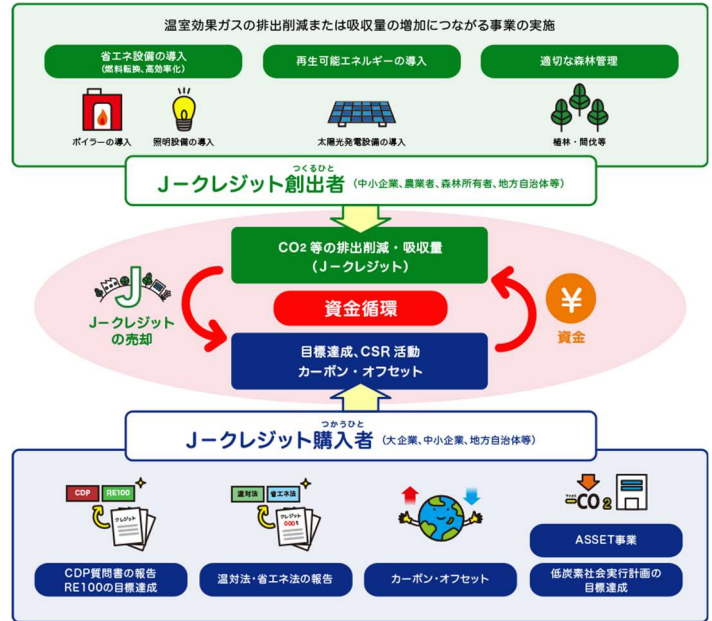 温室効果ガスの排出削減または吸収量の増加につながる事業の実施
省エネ設備の導入
(燃料転換、高効率化)
再生可能エネルギーの導入
適切な森林管理
ボイラーの導入
照明設備の導入
太陽光発電設備の導入
植林・間伐等
つくるひと
J－クレジット創出者（中小企業、農業者、森林所有者、地方自治体等）
CO2 等の排出削減・吸収量
（J－クレジット）
J
J－クレジット
の売却
資金循環
¥
資金
目標達成、CSR 活動
カーボン・オフセット
つかうひと
J－クレジット購入者（大企業、中小企業、地方自治体等）
CDP
RE100
クレジット
温対法
省エネ法
クレジット
0001
CO2
ASSET事業
CDP質問書の報告
RE100の目標達成
温対法・省エネ法の報告
カーボン・オフセット
低炭素社会実行計画の
目標達成